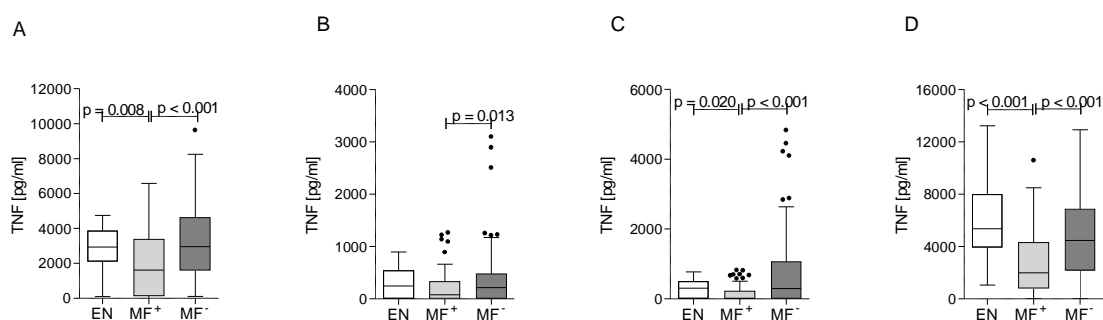 A
TNF [pg/ml]
12000
10000
8000
6000
4000
2000
0
p = 0.008
p < 0.001
EN
MF+
MF-
B
TNF [pg/ml]
4000
3000
2000
1000
0
p = 0.013
EN
MF+
MF-
C
TNF [pg/ml]
6000
4000
2000
0
p = 0.020
p < 0.001
EN
MF+
MF-
D
TNF [pg/ml]
16000
12000
8000
4000
0
p < 0.001
p < 0.001
EN
MF+
MF-